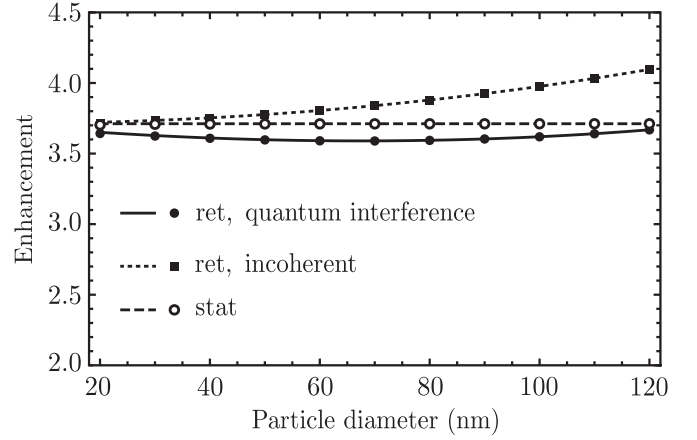 4.5
4.0
3.5
3.0
2.5
2.0
Enhancement
ret, quantum interference
ret, incoherent
stat
20 40 60 80 100 120
Particle diameter (nm)